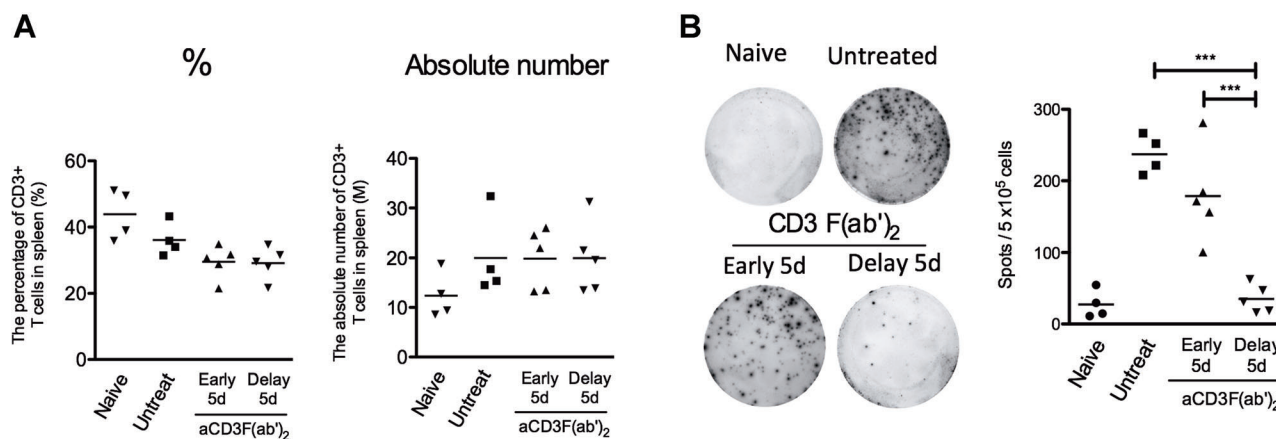 A
%
The percentage of CD3+
T cells in spleen (%)
60
40
20
0
Naive
Untreat
Early
5d
Delay
5d
aCD3F(ab')₂
Absolute number
The absolute number of CD3+
T cells in spleen (M)
40
30
20
10
0
Naive
Untreat
Early
5d
Delay
5d
aCD3F(ab')₂
B
Naive
Untreated
CD3 F(ab')₂
Early 5d
Delay 5d
***
***
Spots / 5 x10⁵ cells
300
200
100
0
Naive
Untreat
Early
5d
Delay
5d
aCD3F(ab')₂